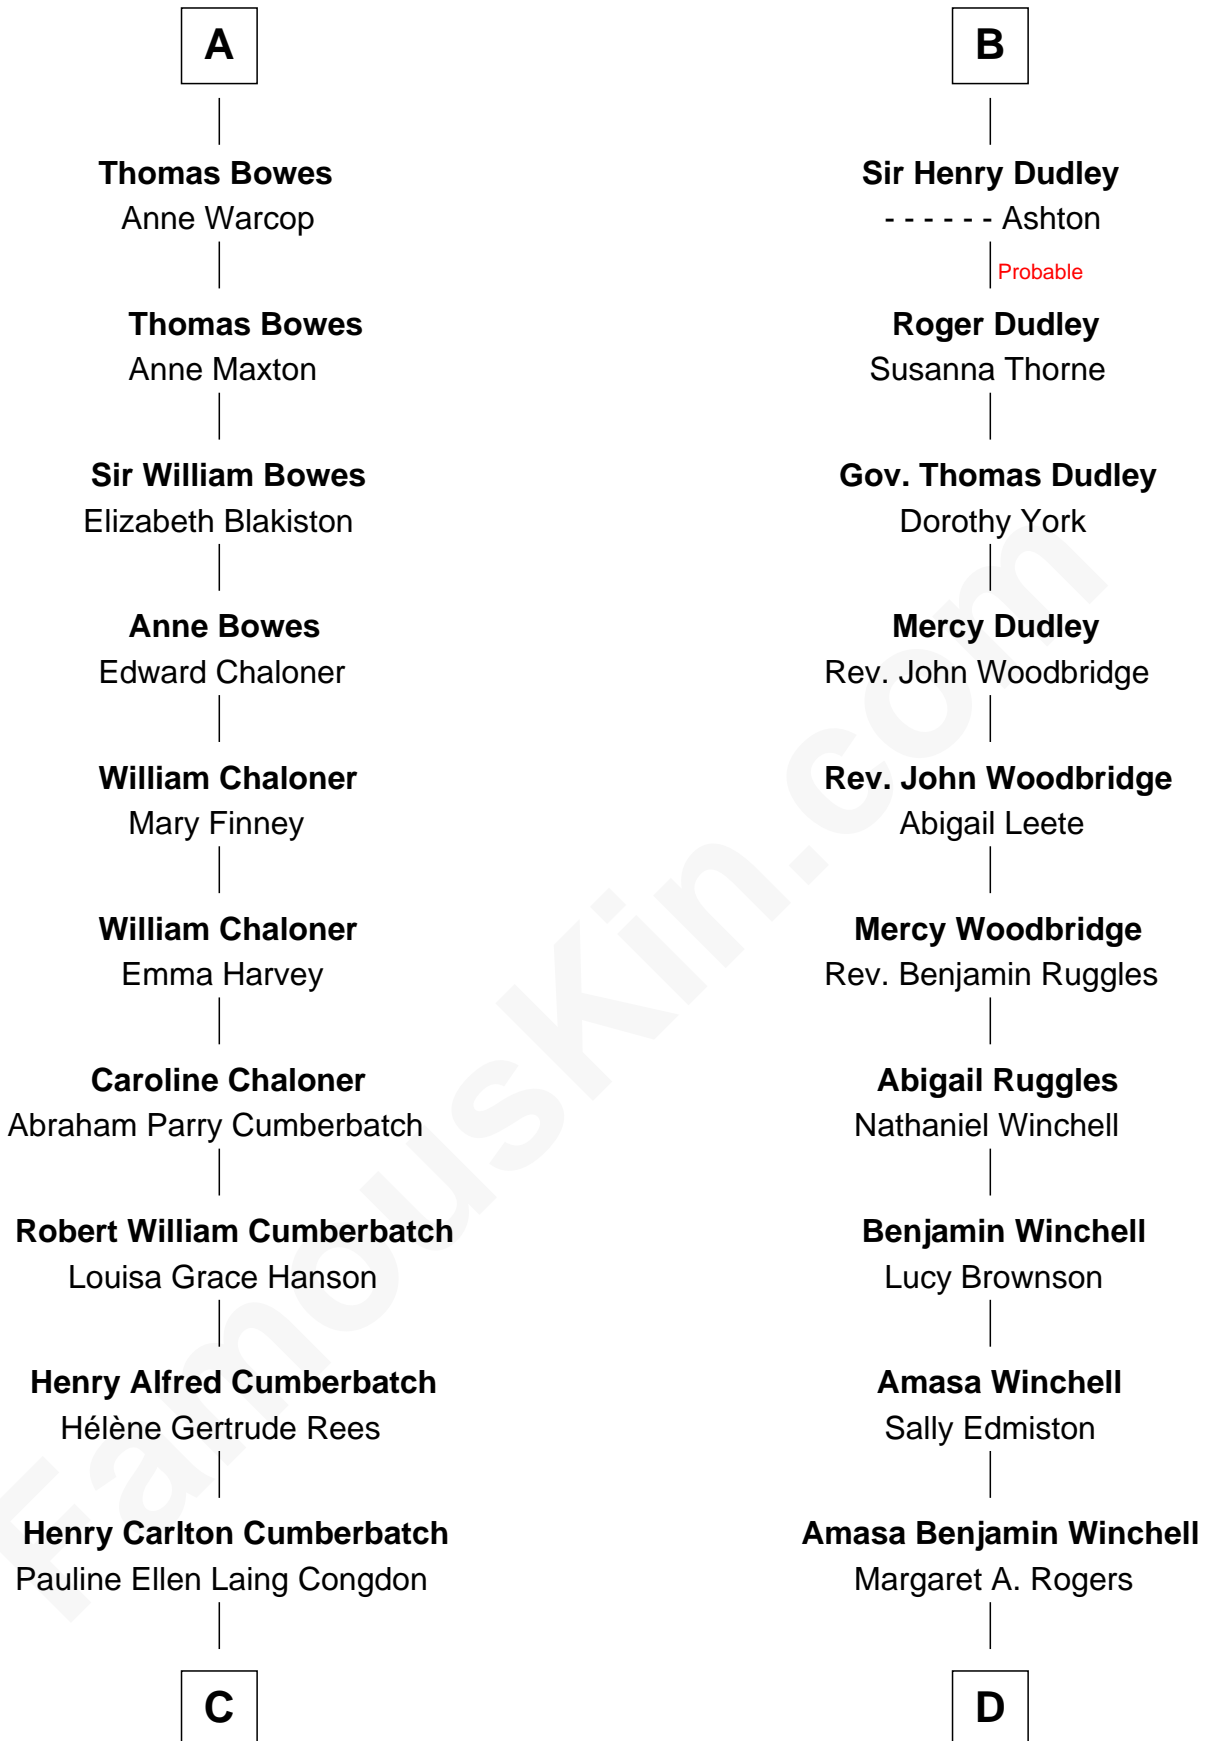 A
Thomas Bowes
Anne Warcop
Thomas Bowes
Anne Maxton
Sir William Bowes
Elizabeth Blakiston
Anne Bowes
Edward Chaloner
William Chaloner
Mary Finney
William Chaloner
Emma Harvey
Caroline Chaloner
Abraham Parry Cumberbatch
Robert William Cumberbatch
Louisa Grace Hanson
Henry Alfred Cumberbatch
Hélène Gertrude Rees
Henry Carlton Cumberbatch
Pauline Ellen Laing Congdon
C
B
Sir Henry Dudley
- - - - - - Ashton
Probable
Roger Dudley
Susanna Thorne
Gov. Thomas Dudley
Dorothy York
Mercy Dudley
Rev. John Woodbridge
Rev. John Woodbridge
Abigail Leete
Mercy Woodbridge
Rev. Benjamin Ruggles
Abigail Ruggles
Nathaniel Winchell
Benjamin Winchell
Lucy Brownson
Amasa Winchell
Sally Edmiston
Amasa Benjamin Winchell
Margaret A. Rogers
D
FamousKin.com